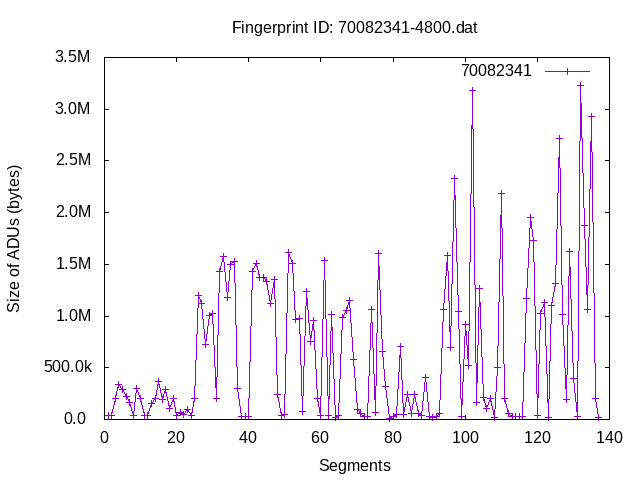 Fingerprint ID: 70082341-4800.dat
3.5M
70082341
3.0M
2.5M
2.0M
1.5M
1.0M
500.0k
0.0
Size of ADUs (bytes)
0 20 40 60 80 100 120 140
Segments